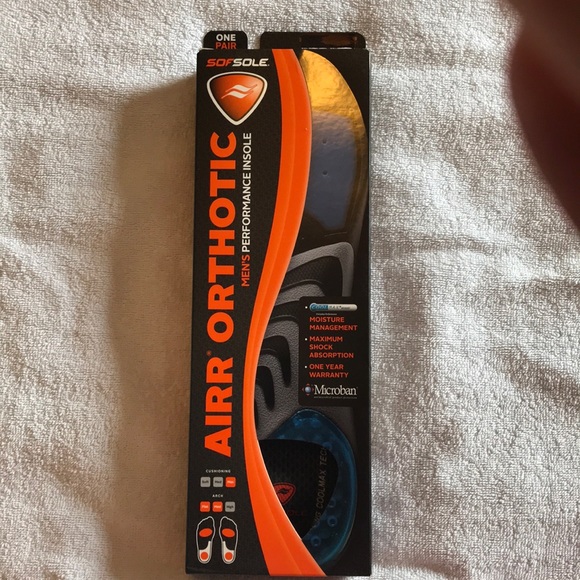 ONE
PAIR
SOFSOLE
AIRR® ORTHOTIC
MEN'S PERFORMANCE INSOLE
MOISTURE
MANAGEMENT
• MAXIMUM
SHOCK
ABSORPTION
• ONE YEAR
WARRANTY
Microban
COOLMAX
CUSHIONING
ARCH